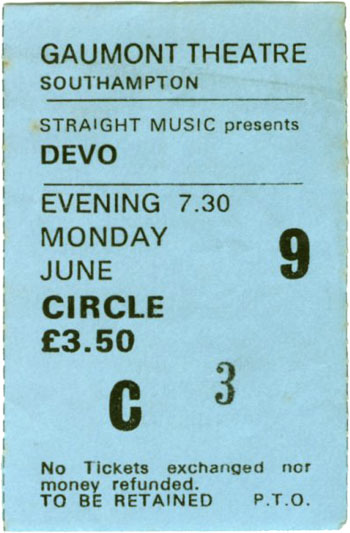 GAUMONT THEATRE
SOUTHAMPTON
STRAIGHT MUSIC presents
DEVO
EVENING 7.30
MONDAY
JUNE 9
CIRCLE
£3.50
C 3
No Tickets exchanged nor
money refunded.
TO BE RETAINED P.T.O.